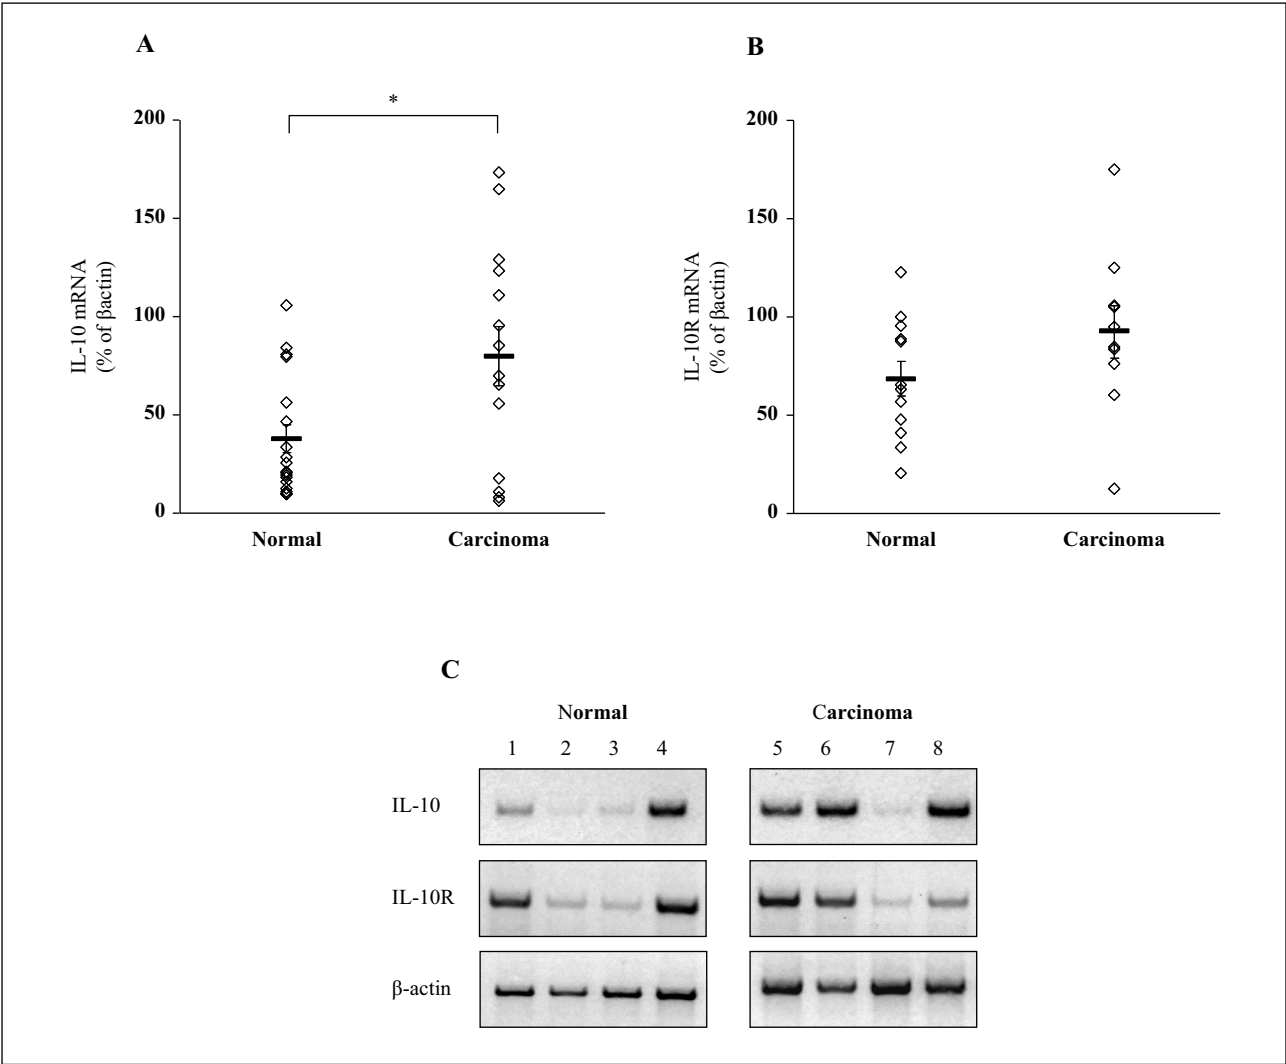 A
*
200
150
100
50
0
IL-10 mRNA
(% of βactin)
Normal Carcinoma
B
200
150
100
50
0
IL-10R mRNA
(% of βactin)
Normal Carcinoma
C
Normal Carcinoma
1 2 3 4 5 6 7 8
IL-10
IL-10R
β-actin